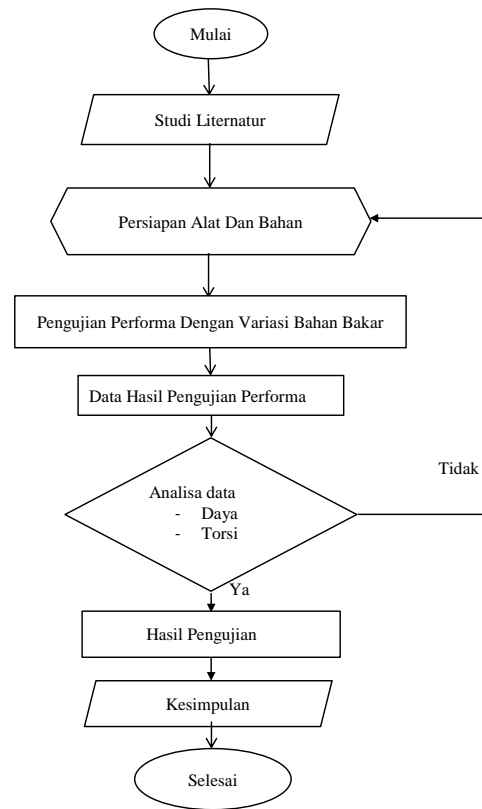 Mulai
Studi Liternatur
Persiapan Alat Dan Bahan
Pengujian Performa Dengan Variasi Bahan Bakar
Data Hasil Pengujian Performa
Analisa data
- Daya
- Torsi
Tidak
Ya
Hasil Pengujian
Kesimpulan
Selesai